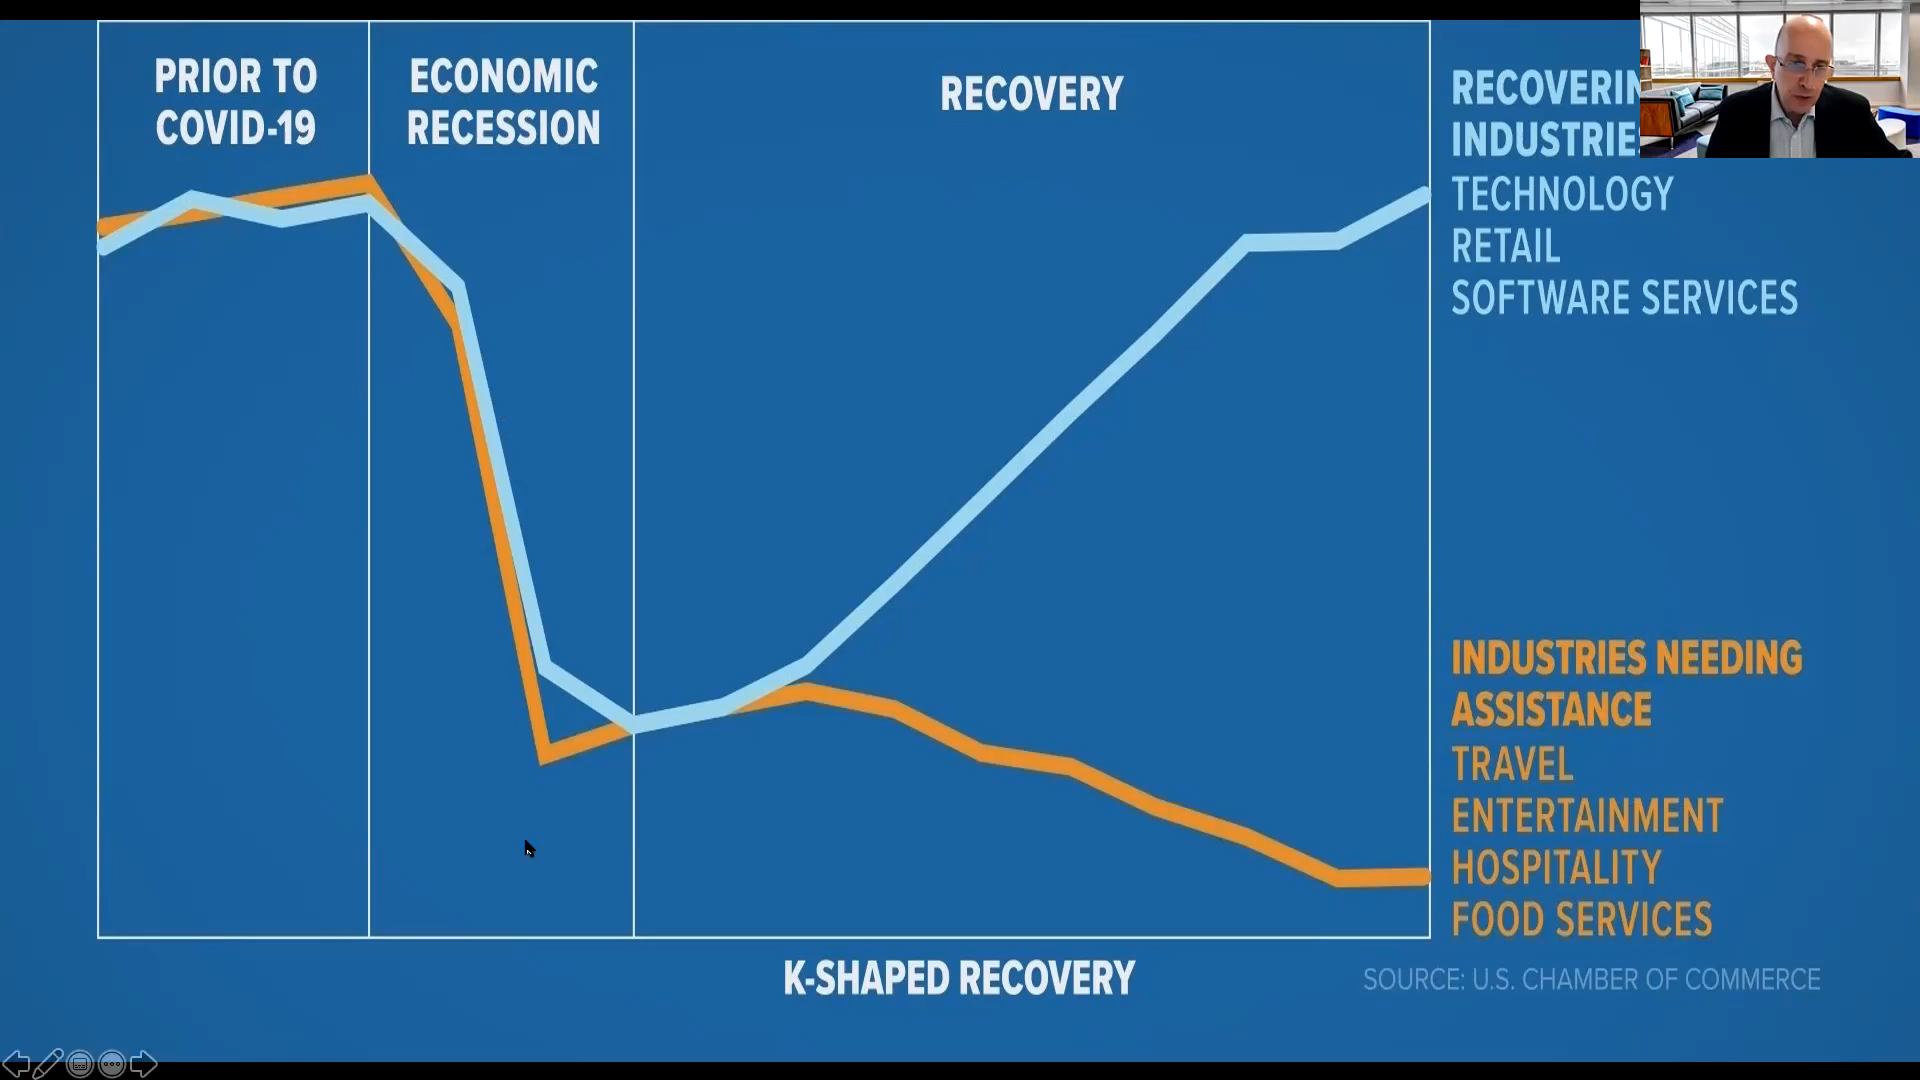 PRIOR TO
COVID-19
ECONOMIC
RECESSION
RECOVERY
INDUSTRIE
TECHNOLOGY
RETAIL
SOFTWARE SERVICES
INDUSTRIES NEEDING
ASSISTANCE
TRAVEL
ENTERTAINMENT
HOSPITALITY
FOOD SERVICES
K-SHAPED RECOVERY
SOURCE: U.S. CHAMBER OF COMMERCE